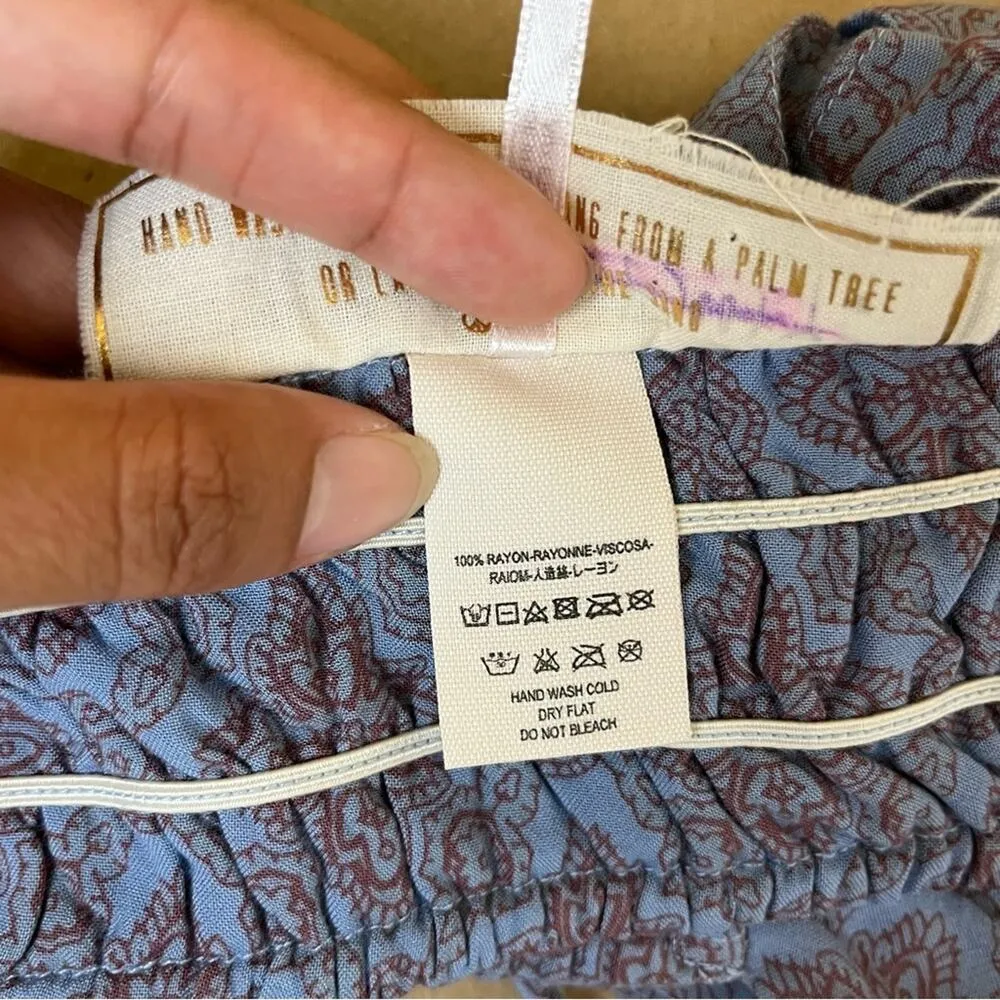 HAND FROM A PALM TREE
OR
100% RAYON-RAYONNE-VISCOSA-
RAION-人造絲-レーヨン
HAND WASH COLD
DRY FLAT
DO NOT BLEACH